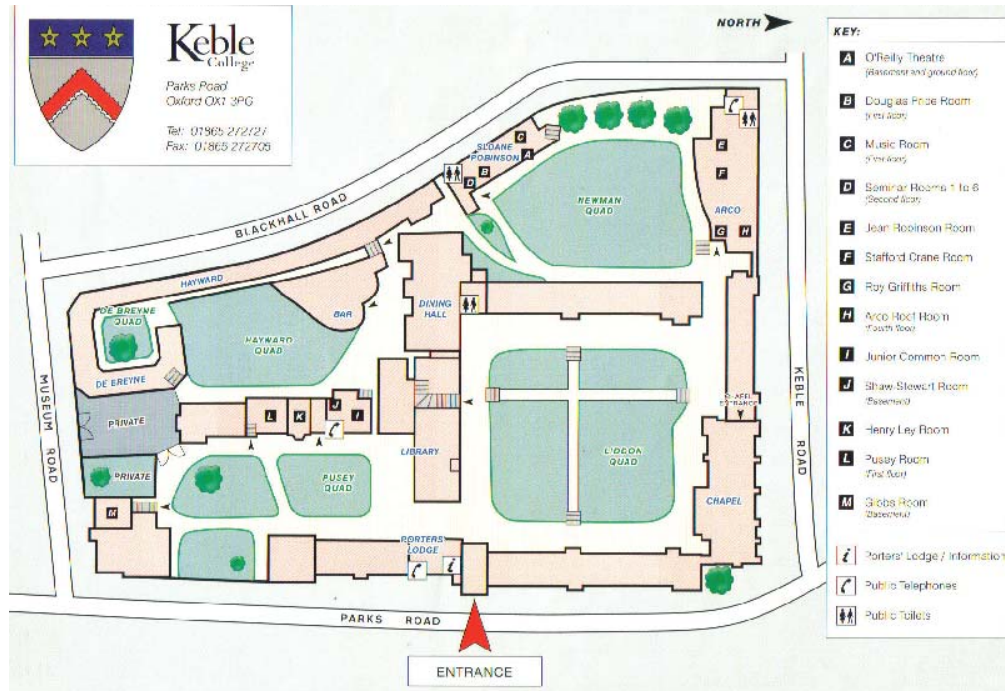 Keble
College
Parks Road
Oxford OX1 3PG
Tel: 01865 272727
Fax: 01865 272705
NORTH
KEY:
A O'Reilly Theatre
(Basement and ground floor)
B Douglas Price Room
(First floor)
C Music Room
(First floor)
D Seminar Rooms 1 to 6
(Second floor)
E Jean Robinson Room
F Stafford Crane Room
G Roy Griffiths Room
H Arco Roof Room
(Fourth floor)
I Junior Common Room
J Shaw-Stewart Room
(Basement)
K Henry Ley Room
L Pusey Room
(First floor)
M Gibbs Room
(Basement)
i Porters' Lodge / Information
Public Telephones
Public Toilets
BLACKHALL ROAD
MUSEUM ROAD
KEBLE ROAD
PARKS ROAD
SLOANE
ROBINSON
C
A
B
D
NEWMAN
QUAD
E
F
ARCO
G
H
HAYWARD
DE BREYNE
QUAD
BAR
DINING
HALL
HAYWARD
QUAD
DE BREYNE
PRIVATE
PRIVATE
L
K
J
I
LIBRARY
PUSEY
QUAD
LIDDON
QUAD
CHAPEL
ENTRANCE
CHAPEL
M
PORTERS
LODGE
i
ENTRANCE